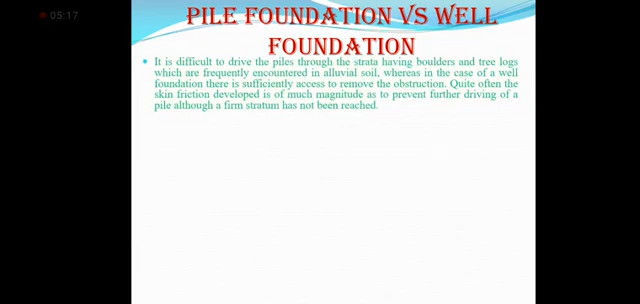 05:17
PILE FOUNDATION VS WELL
FOUNDATION
It is difficult to drive the piles through the strata having boulders and tree logs
which are frequently encountered in alluvial soil, whereas in the case of a well
foundation there is sufficiently access to remove the obstruction. Quite often the
skin friction developed is of much magnitude as to prevent further driving of a
pile although a firm stratum has not been reached.